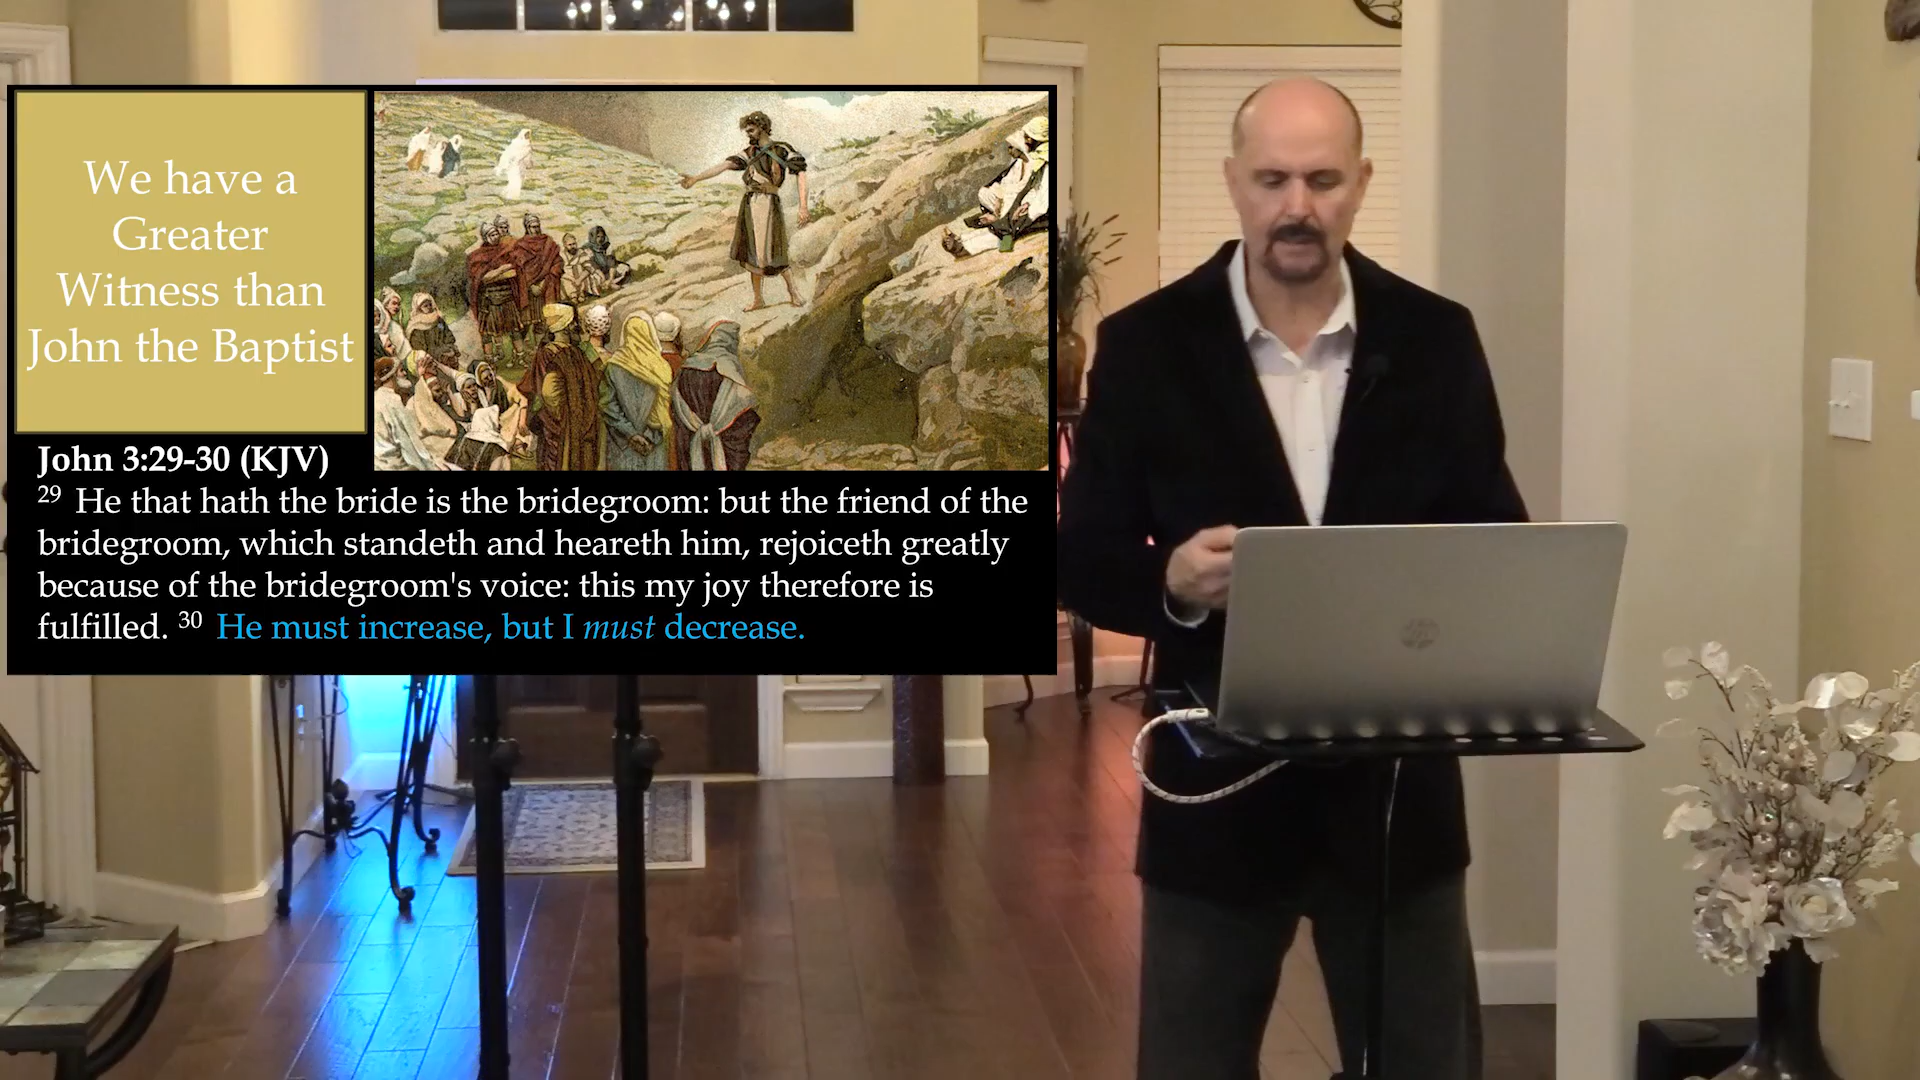 We have a
Greater
Witness than
John the Baptist
John 3:29-30 (KJV)
29 He that hath the bride is the bridegroom: but the friend of the
bridegroom, which standeth and heareth him, rejoiceth greatly
because of the bridegroom's voice: this my joy therefore is
fulfilled. 30 He must increase, but I must decrease.
hp